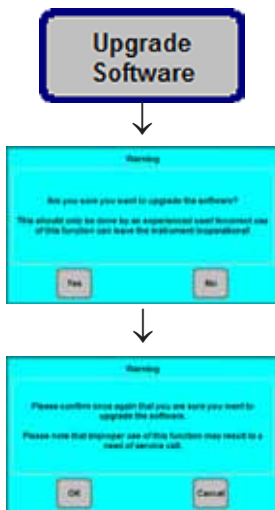 Upgrade
Software
Warning
Are you sure you want to upgrade the software?
This should only be done by an experienced user! Incorrect use
of this function can leave the instrument inoperational!
Yes
No
Warning
Please confirm once again that you are sure you want to
upgrade the software.
Please note that improper use of this function may result to a
need of service call.
OK
Cancel